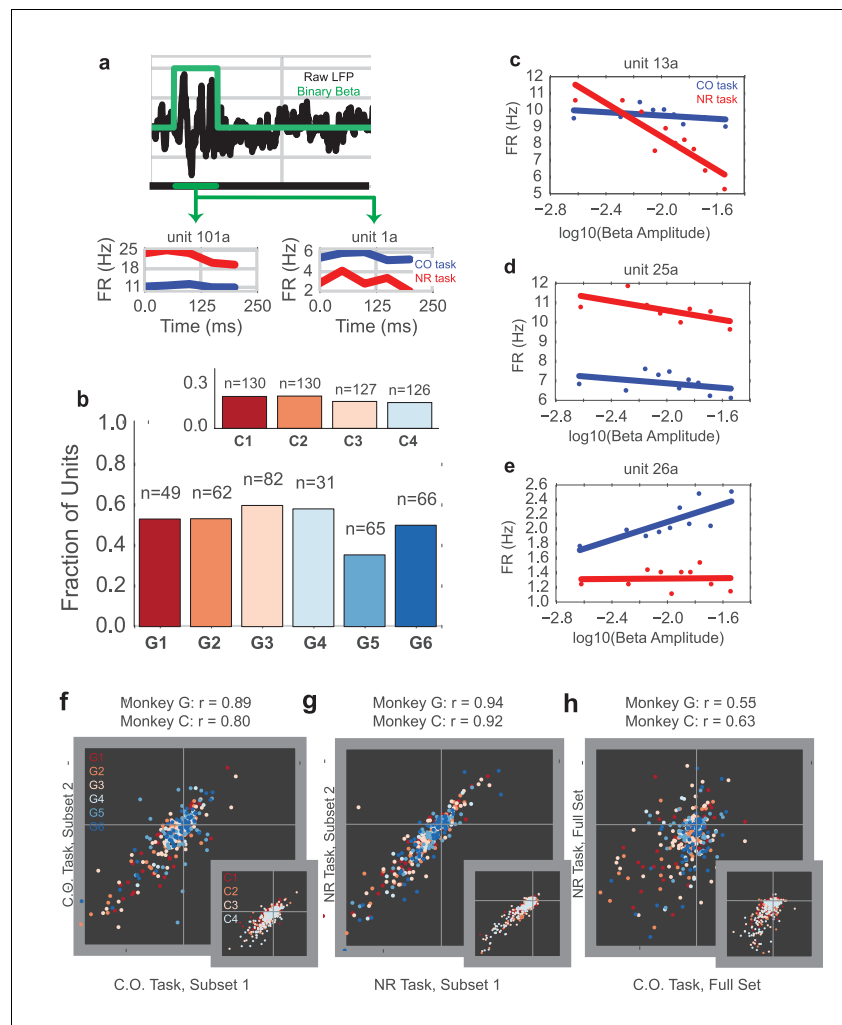 a
Raw LFP
Binary Beta
unit 101a
FR (Hz)
25
18
11
0.0
125
250
Time (ms)
unit 1a
FR (Hz)
6
4
2
CO task
NR task
0.0
125
250
Time (ms)
b
Fraction of Units
1.0
0.8
0.6
0.4
0.2
0.0
n=49
n=62
n=82
n=31
n=65
n=66
G1
G2
G3
G4
G5
G6
0.3
0.0
n=130
n=130
n=127
n=126
C1
C2
C3
C4
c
unit 13a
CO task
NR task
FR (Hz)
12
11
10
9
8
7
6
5
−2.8
−2.4
−2.0
−1.6
log10(Beta Amplitude)
d
unit 25a
FR (Hz)
12
11
10
9
8
7
6
−2.8
−2.4
−2.0
−1.6
log10(Beta Amplitude)
e
unit 26a
FR (Hz)
2.6
2.4
2.2
2.0
1.8
1.6
1.4
1.2
1.0
−2.8
−2.4
−2.0
−1.6
log10(Beta Amplitude)
f
Monkey G: r = 0.89
Monkey C: r = 0.80
C.O. Task, Subset 2
G1
G2
G3
G4
G5
G6
C1
C2
C3
C4
C.O. Task, Subset 1
g
Monkey G: r = 0.94
Monkey C: r = 0.92
NR Task, Subset 2
NR Task, Subset 1
h
Monkey G: r = 0.55
Monkey C: r = 0.63
NR Task, Full Set
C.O. Task, Full Set